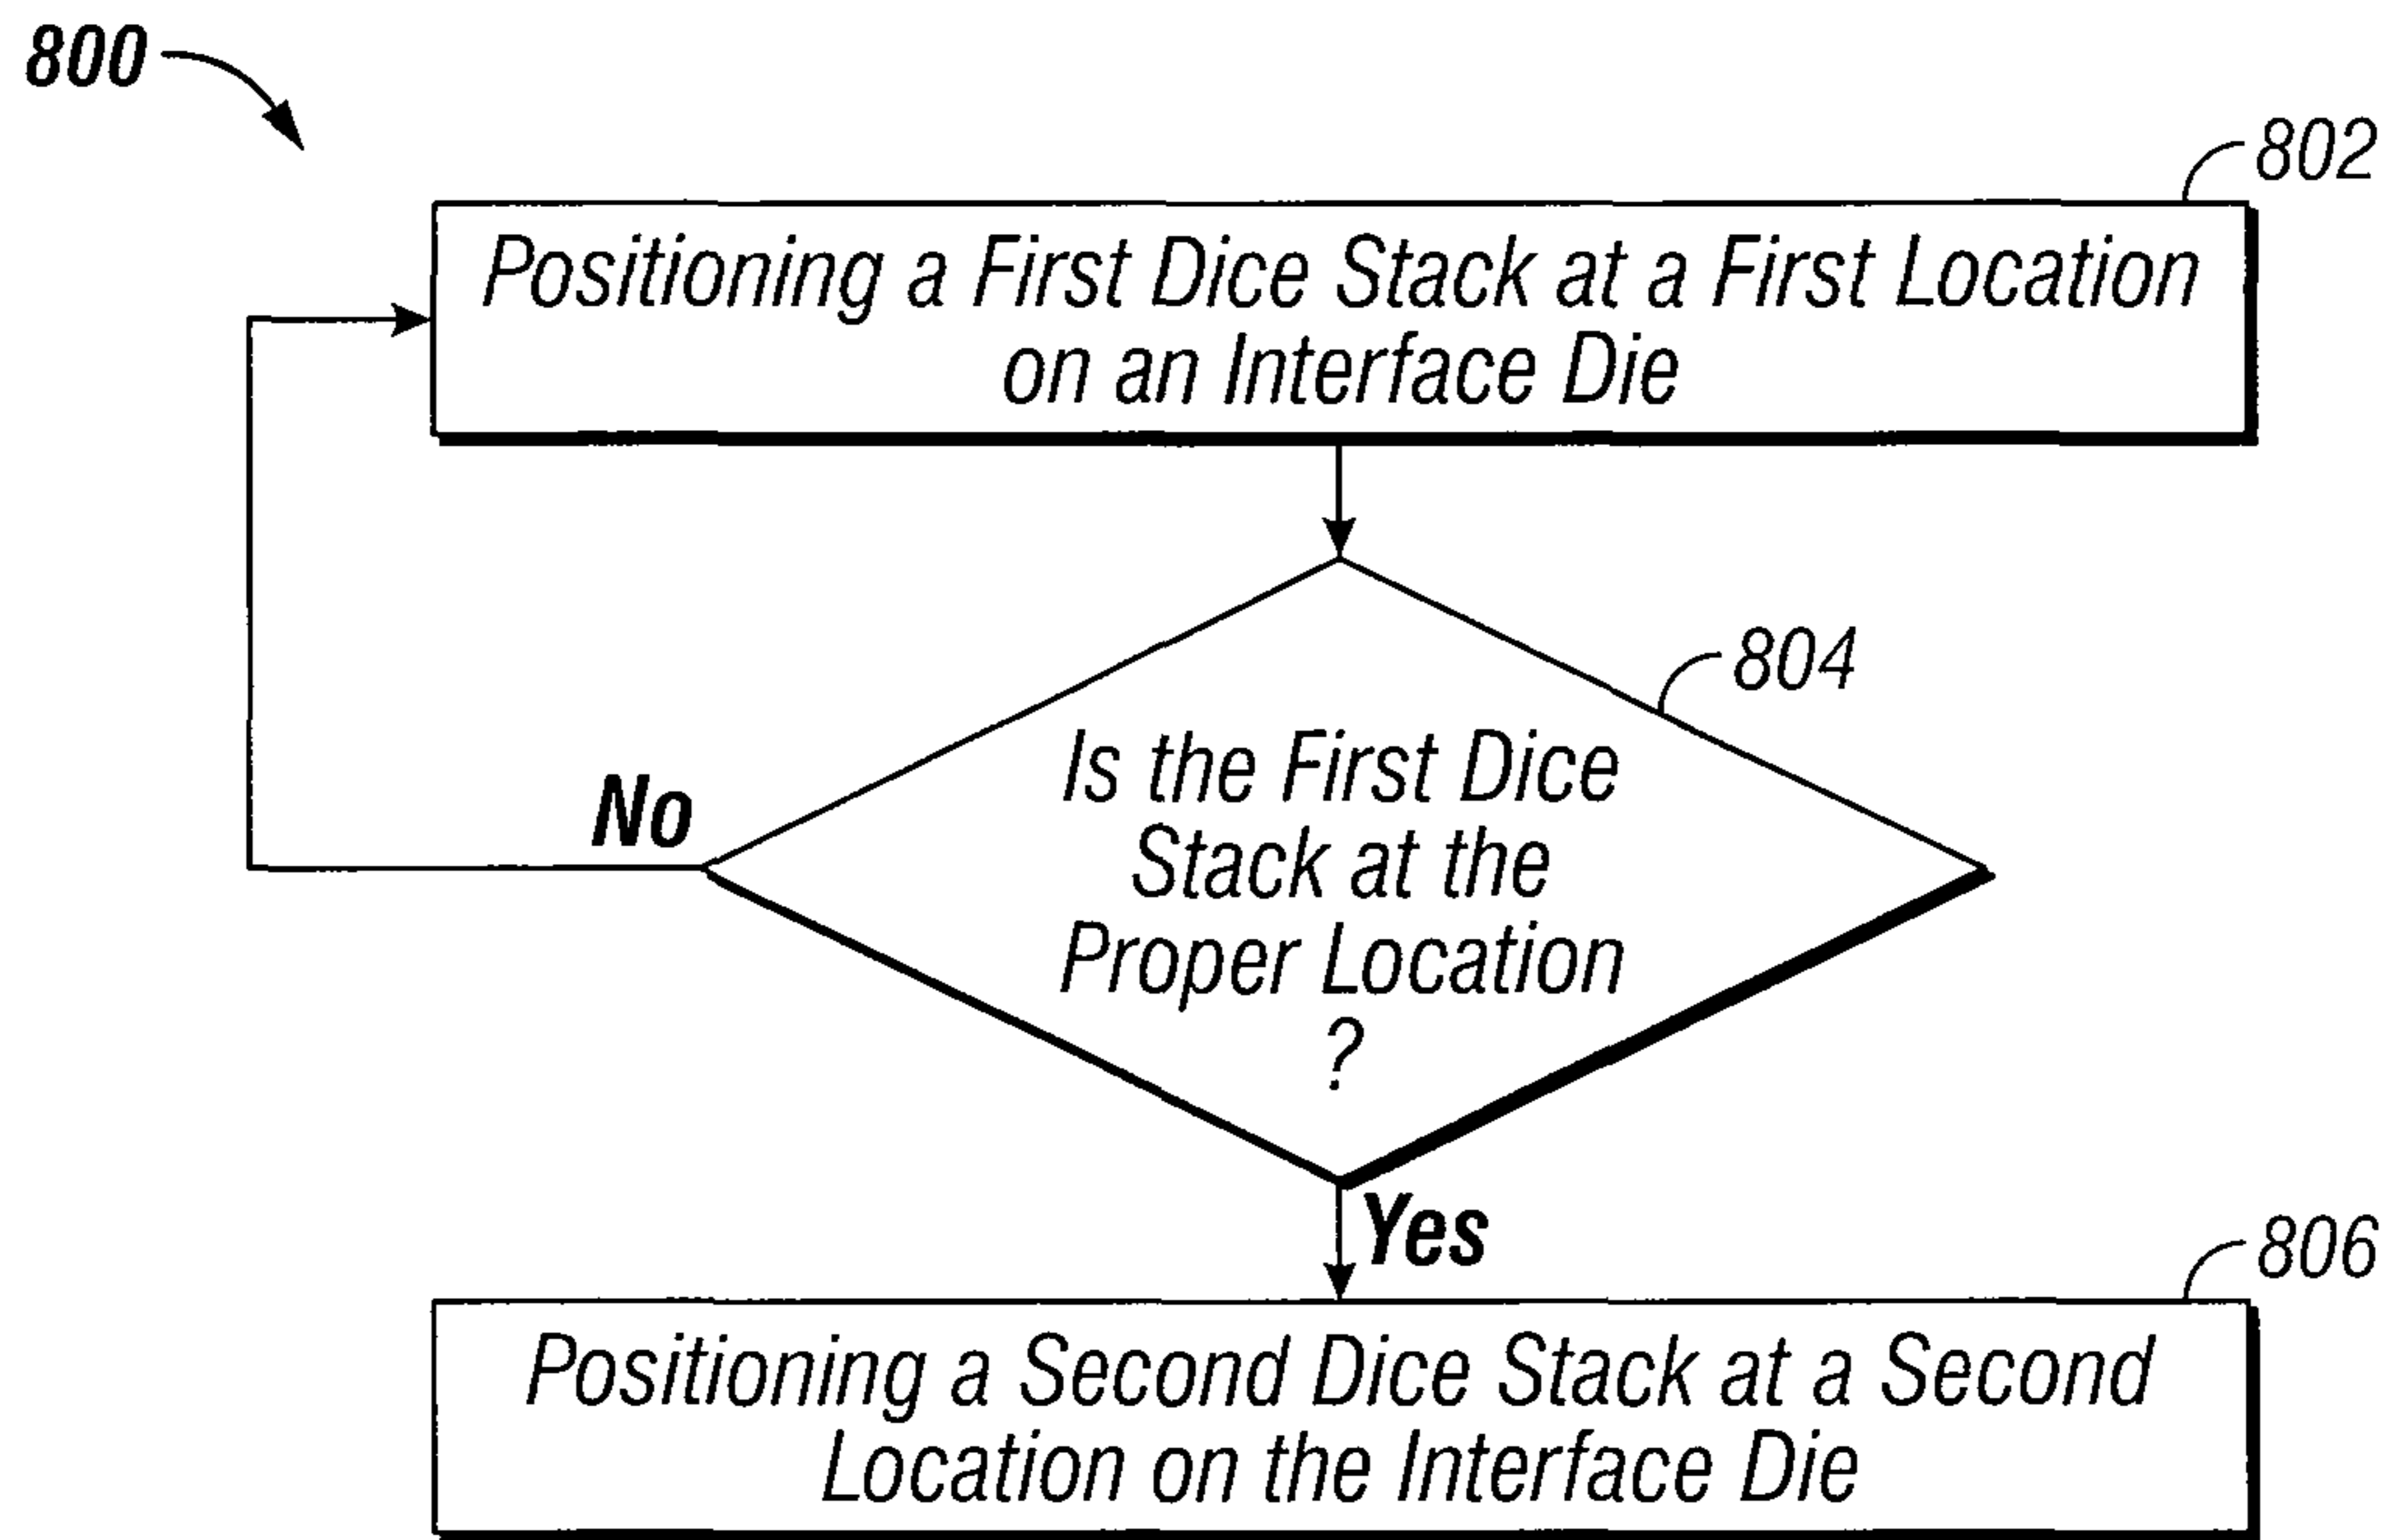 800
802
Positioning a First Dice Stack at a First Location
on an Interface Die
804
Is the First Dice
Stack at the
Proper Location
?
No
Yes
806
Positioning a Second Dice Stack at a Second
Location on the Interface Die